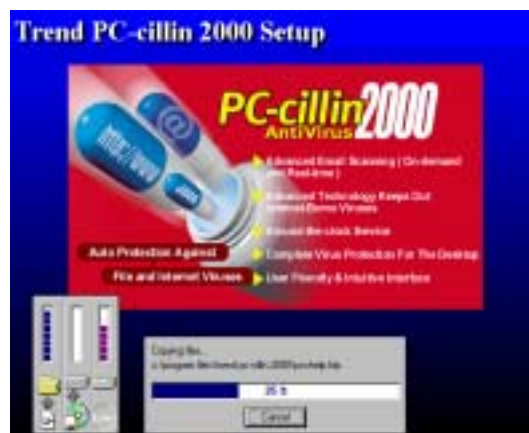 Trend PC-cillin 2000 Setup
PC-cillin 2000
AntiVirus
Advanced Email Scanning ( On-demand
and Real-time )
Advanced Technology Keeps Out
Internet-Borne Viruses
Around-the-clock Service
Auto Protection Against
Complete Virus Protection For The Desktop
File and Internet Viruses
User Friendly & Intuitive Interface
@
Copying files...
35 %
Cancel